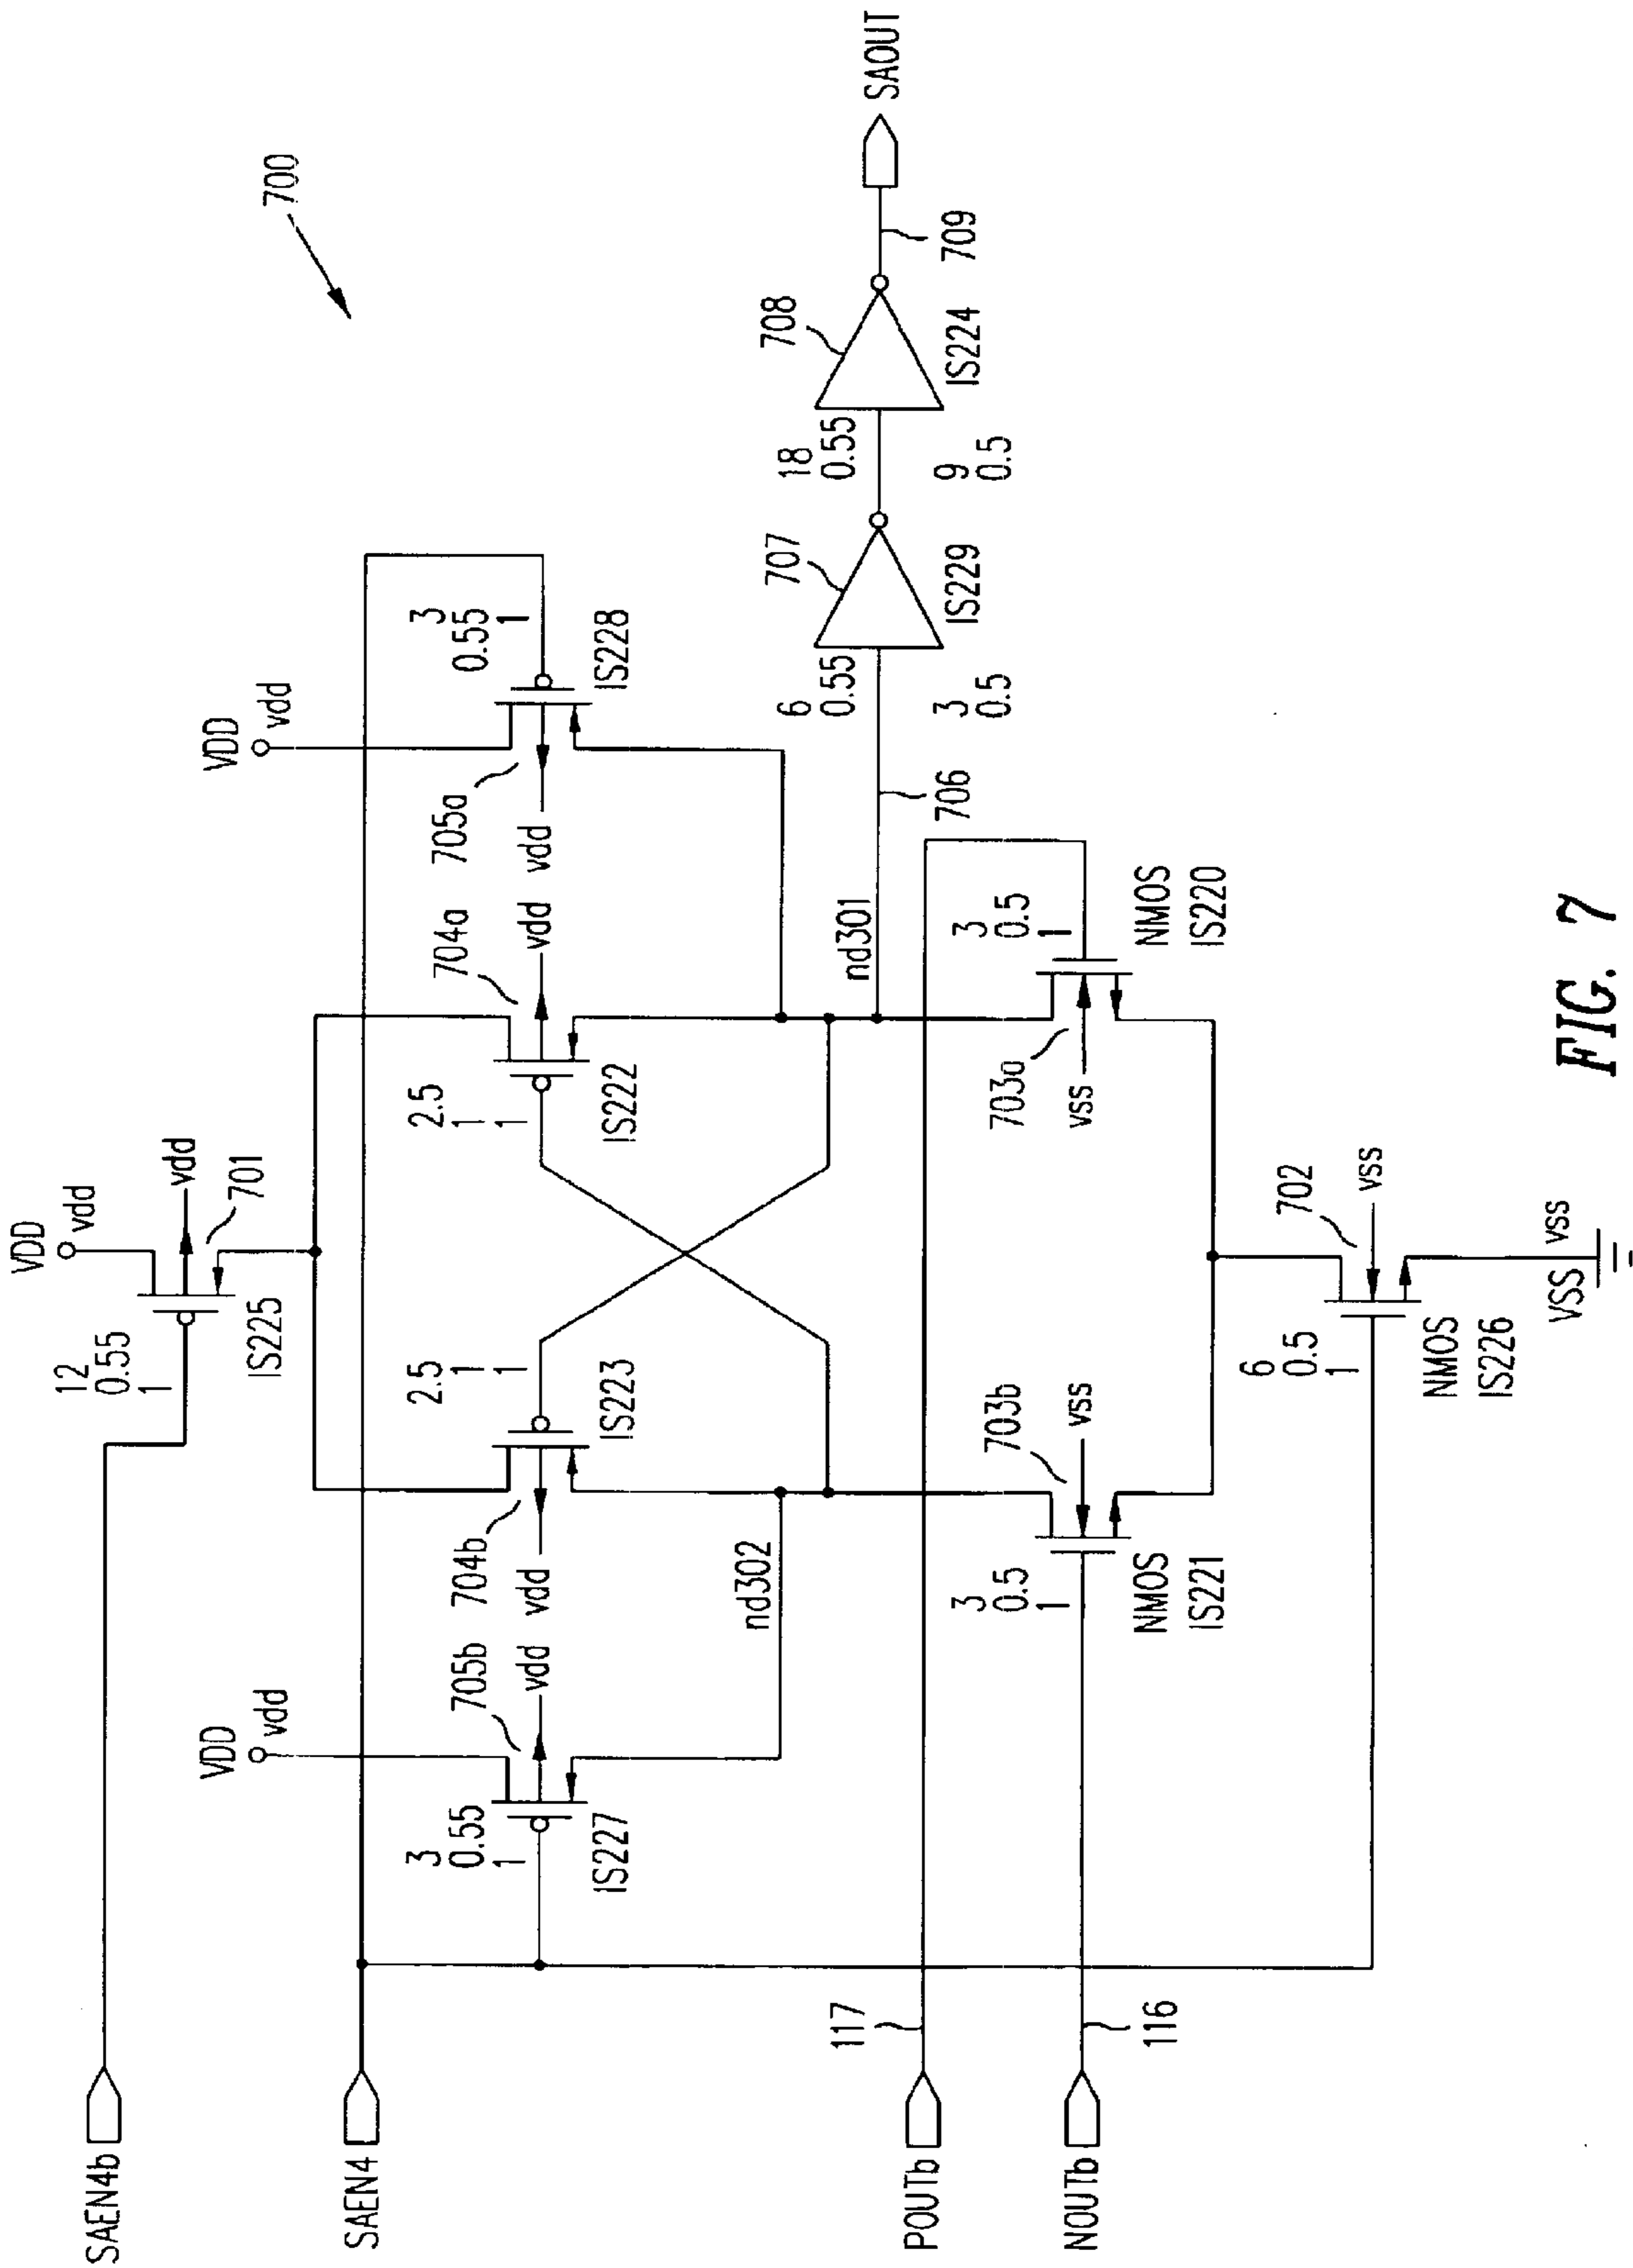 700
VDD
vdd
vdd
701
12
0.55
1
IS225
SAEN4b
SAEN4
VDD
vdd
3
0.55
1
IS227
705b
vdd
704b
vdd
2.5
1
1
IS223
2.5
1
1
IS222
704a
vdd
705a
vdd
VDD
vdd
3
0.55
1
IS228
nd302
nd301
706
6
0.55
3
0.5
707
IS229
18
0.55
9
0.5
708
IS224
709
SAOUT
POUTb
117
NOUTb
116
3
0.5
1
NMOS
IS221
703b
vss
703a
vss
3
0.5
1
NMOS
IS220
6
0.5
1
NMOS
IS226
702
vss
VSS
vss
FIG. 7